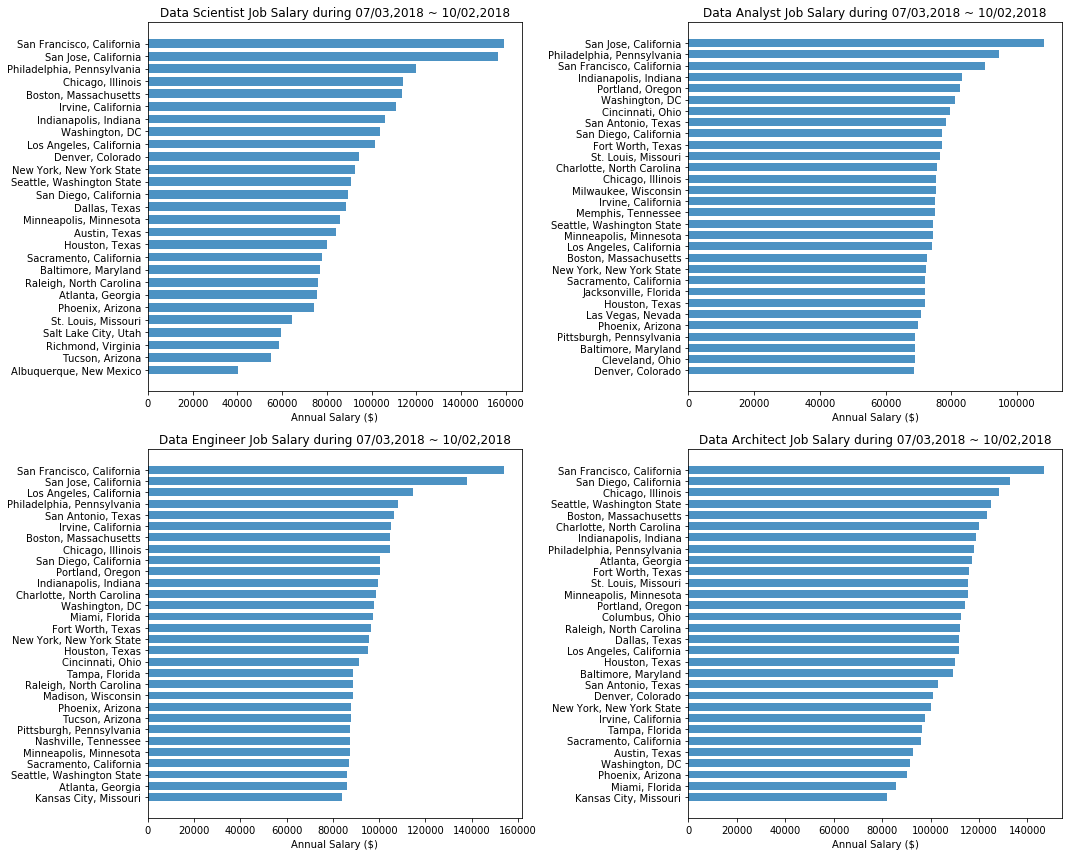 Data Scientist Job Salary during 07/03,2018 ~ 10/02,2018
San Francisco, California
San Jose, California
Philadelphia, Pennsylvania
Chicago, Illinois
Boston, Massachusetts
Irvine, California
Indianapolis, Indiana
Washington, DC
Los Angeles, California
Denver, Colorado
New York, New York State
Seattle, Washington State
San Diego, California
Dallas, Texas
Minneapolis, Minnesota
Austin, Texas
Houston, Texas
Sacramento, California
Baltimore, Maryland
Raleigh, North Carolina
Atlanta, Georgia
Phoenix, Arizona
St. Louis, Missouri
Salt Lake City, Utah
Richmond, Virginia
Tucson, Arizona
Albuquerque, New Mexico
0 20000 40000 60000 80000 100000 120000 140000 160000
Annual Salary ($)
Data Analyst Job Salary during 07/03,2018 ~ 10/02,2018
San Jose, California
Philadelphia, Pennsylvania
San Francisco, California
Indianapolis, Indiana
Portland, Oregon
Washington, DC
Cincinnati, Ohio
San Antonio, Texas
San Diego, California
Fort Worth, Texas
St. Louis, Missouri
Charlotte, North Carolina
Chicago, Illinois
Milwaukee, Wisconsin
Irvine, California
Memphis, Tennessee
Seattle, Washington State
Minneapolis, Minnesota
Los Angeles, California
Boston, Massachusetts
New York, New York State
Sacramento, California
Jacksonville, Florida
Houston, Texas
Las Vegas, Nevada
Phoenix, Arizona
Pittsburgh, Pennsylvania
Baltimore, Maryland
Cleveland, Ohio
Denver, Colorado
0 20000 40000 60000 80000 100000
Annual Salary ($)
Data Engineer Job Salary during 07/03,2018 ~ 10/02,2018
San Francisco, California
San Jose, California
Los Angeles, California
Philadelphia, Pennsylvania
San Antonio, Texas
Irvine, California
Boston, Massachusetts
Chicago, Illinois
San Diego, California
Portland, Oregon
Indianapolis, Indiana
Charlotte, North Carolina
Washington, DC
Miami, Florida
Fort Worth, Texas
New York, New York State
Houston, Texas
Cincinnati, Ohio
Tampa, Florida
Raleigh, North Carolina
Madison, Wisconsin
Phoenix, Arizona
Tucson, Arizona
Pittsburgh, Pennsylvania
Nashville, Tennessee
Minneapolis, Minnesota
Sacramento, California
Seattle, Washington State
Atlanta, Georgia
Kansas City, Missouri
0 20000 40000 60000 80000 100000 120000 140000 160000
Annual Salary ($)
Data Architect Job Salary during 07/03,2018 ~ 10/02,2018
San Francisco, California
San Diego, California
Chicago, Illinois
Seattle, Washington State
Boston, Massachusetts
Charlotte, North Carolina
Indianapolis, Indiana
Philadelphia, Pennsylvania
Atlanta, Georgia
Fort Worth, Texas
St. Louis, Missouri
Minneapolis, Minnesota
Portland, Oregon
Columbus, Ohio
Raleigh, North Carolina
Dallas, Texas
Los Angeles, California
Houston, Texas
Baltimore, Maryland
San Antonio, Texas
Denver, Colorado
New York, New York State
Irvine, California
Tampa, Florida
Sacramento, California
Austin, Texas
Washington, DC
Phoenix, Arizona
Miami, Florida
Kansas City, Missouri
0 20000 40000 60000 80000 100000 120000 140000
Annual Salary ($)